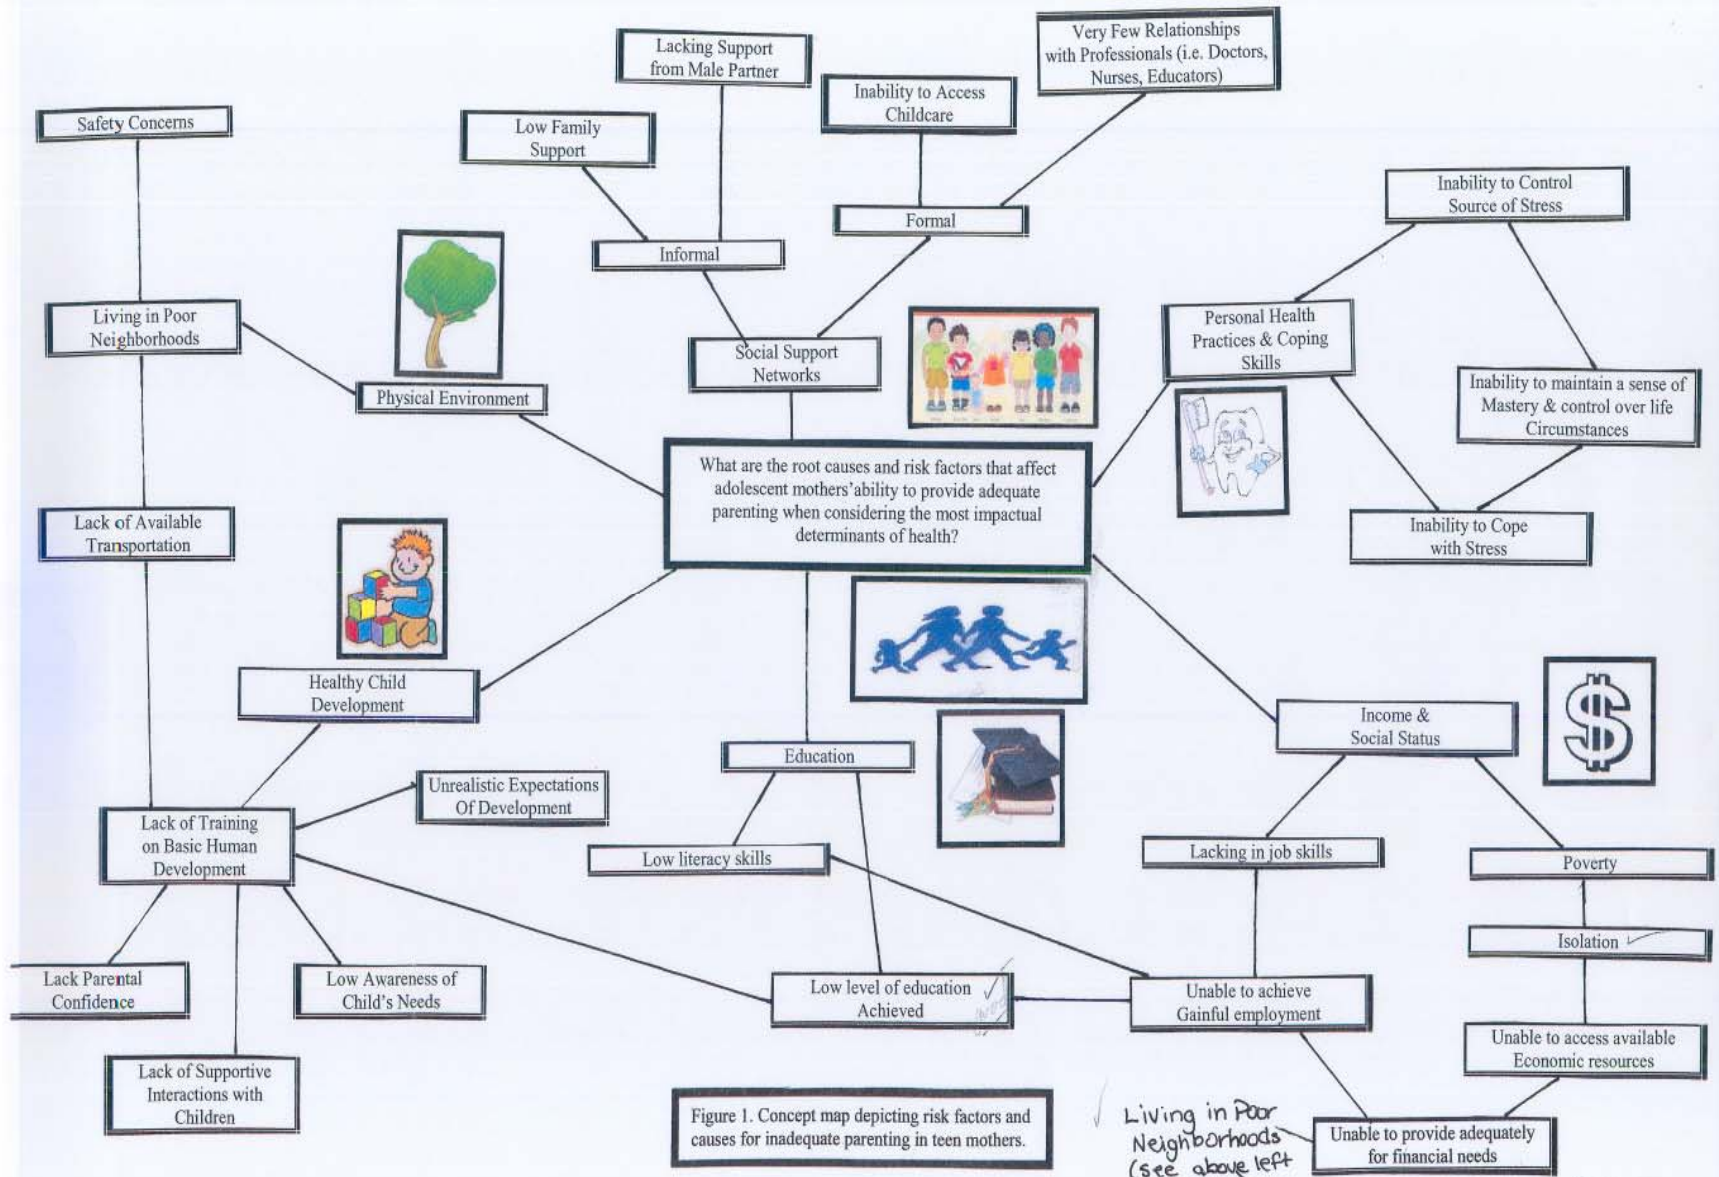 Very Few Relationships
with Professionals (i.e. Doctors,
Nurses, Educators)
Lacking Support
from Male Partner
Inability to Access
Childcare
Safety Concerns
Low Family
Support
Inability to Control
Source of Stress
Formal
Informal
Living in Poor
Neighborhoods
Personal Health
Practices & Coping
Skills
Social Support
Networks
Physical Environment
Inability to maintain a sense of
Mastery & control over life
Circumstances
What are the root causes and risk factors that affect
adolescent mothers' ability to provide adequate
parenting when considering the most impactual
determinants of health?
Lack of Available
Transportation
Inability to Cope
with Stress
Healthy Child
Development
Income &
Social Status
$
Education
Unrealistic Expectations
Of Development
Lack of Training
on Basic Human
Development
Low literacy skills
Lacking in job skills
Poverty
Isolation
Lack Parental
Confidence
Low Awareness of
Child's Needs
Low level of education
Achieved
Unable to achieve
Gainful employment
Unable to access available
Economic resources
Lack of Supportive
Interactions with
Children
Figure 1. Concept map depicting risk factors and
causes for inadequate parenting in teen mothers.
Living in Poor
Neighborhoods
(see above left
Unable to provide adequately
for financial needs